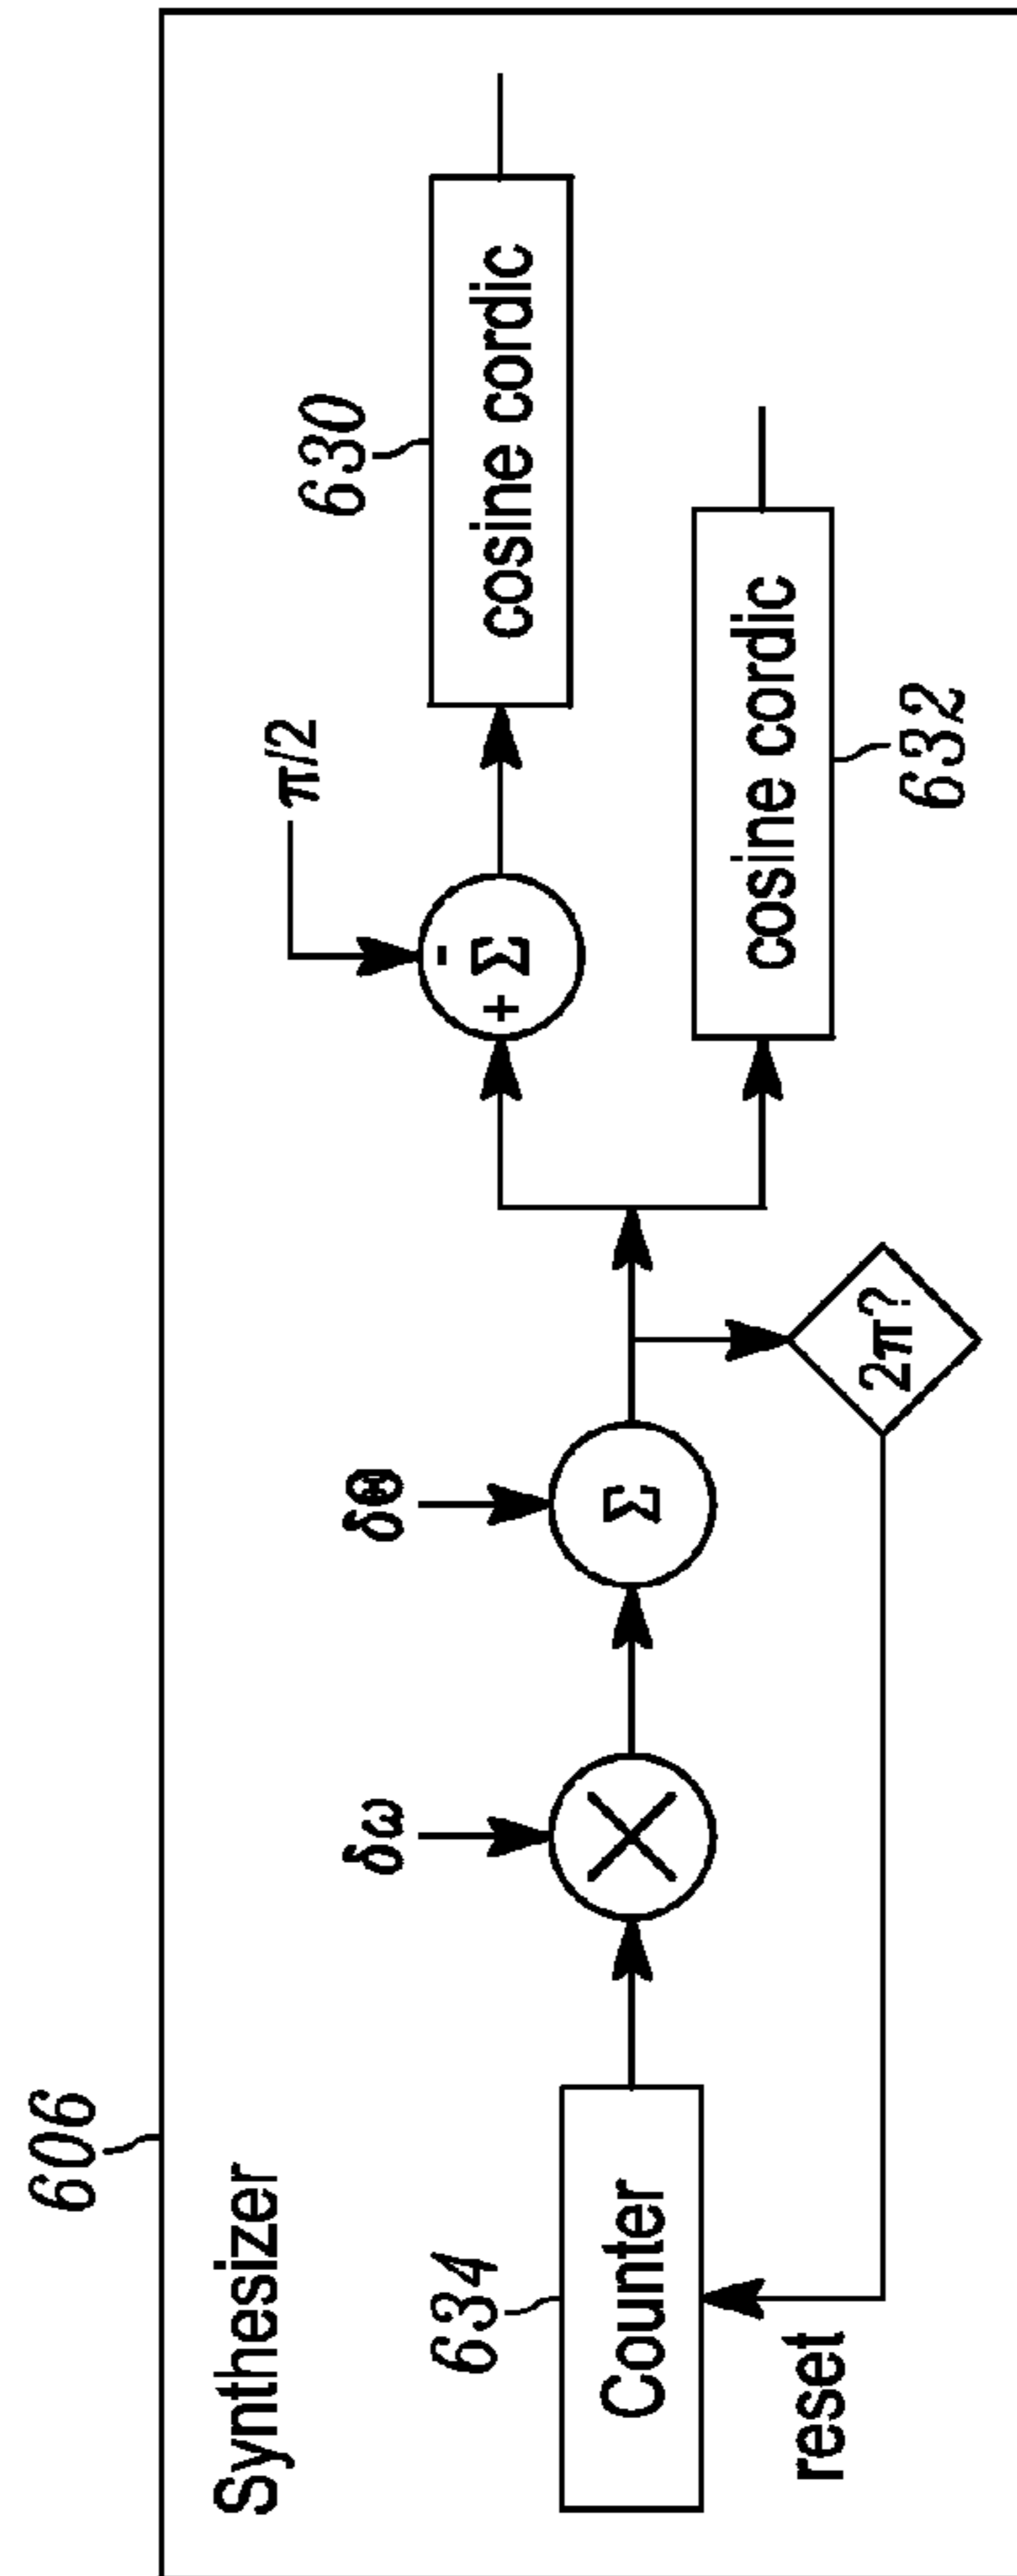 606
Synthesizer
634
Counter
reset
δω
δΘ
Σ
2π?
π/2
+ Σ -
630
cosine cordic
cosine cordic
632